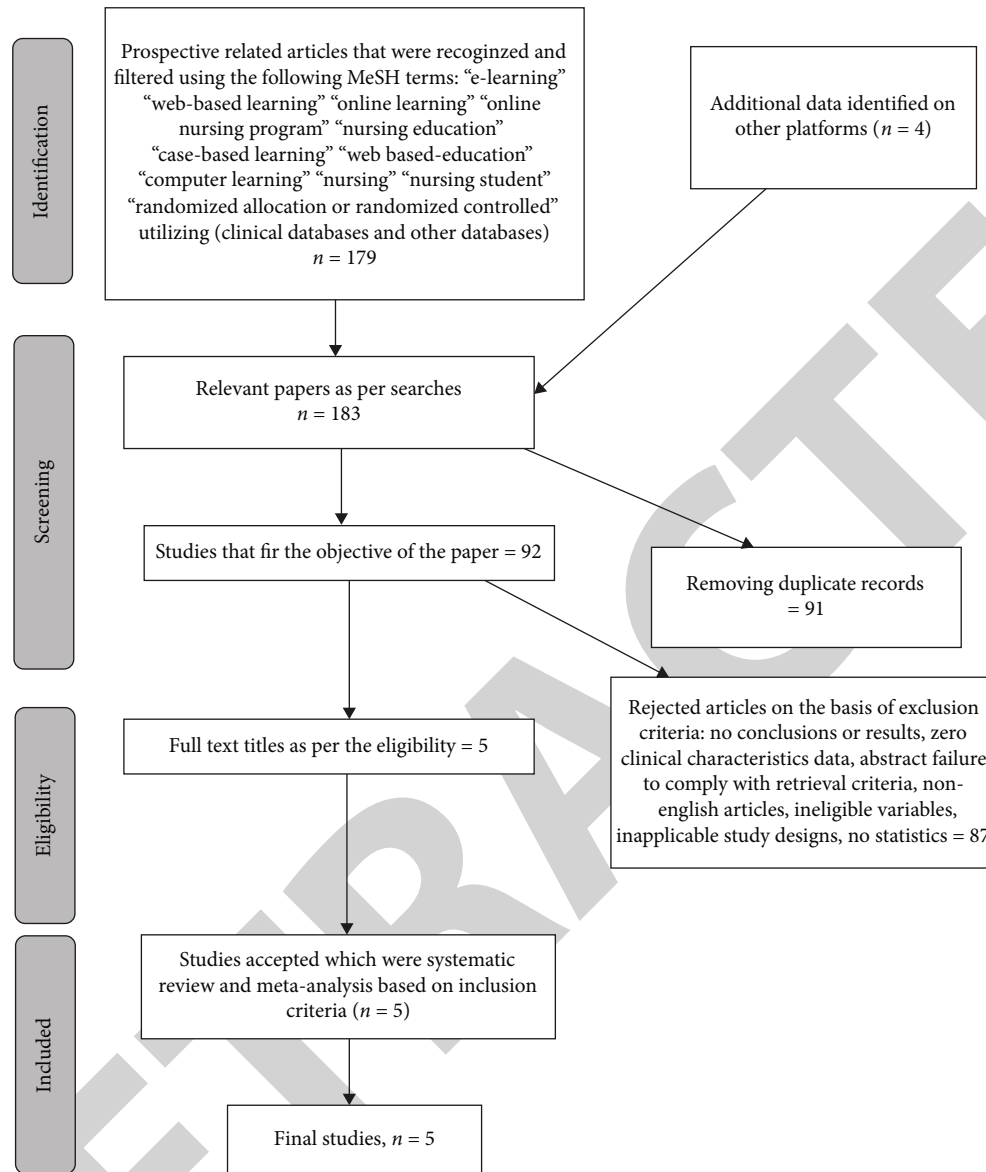 Identification
Prospective related articles that were recoginzed and
filtered using the following MeSH terms: “e-learning”
“web-based learning” “online learning” “online
nursing program” “nursing education”
“case-based learning” “web based-education”
“computer learning” “nursing” “nursing student”
“randomized allocation or randomized controlled”
utilizing (clinical databases and other databases)
n = 179
Additional data identified on
other platforms (n = 4)
Screening
Relevant papers as per searches
n = 183
Studies that fir the objective of the paper = 92
Removing duplicate records
= 91
Eligibility
Full text titles as per the eligibility = 5
Rejected articles on the basis of exclusion
criteria: no conclusions or results, zero
clinical characteristics data, abstract failure
to comply with retrieval criteria, non-
english articles, ineligible variables,
inapplicable study designs, no statistics = 87
Included
Studies accepted which were systematic
review and meta-analysis based on inclusion
criteria (n = 5)
Final studies, n = 5
ETRACTE